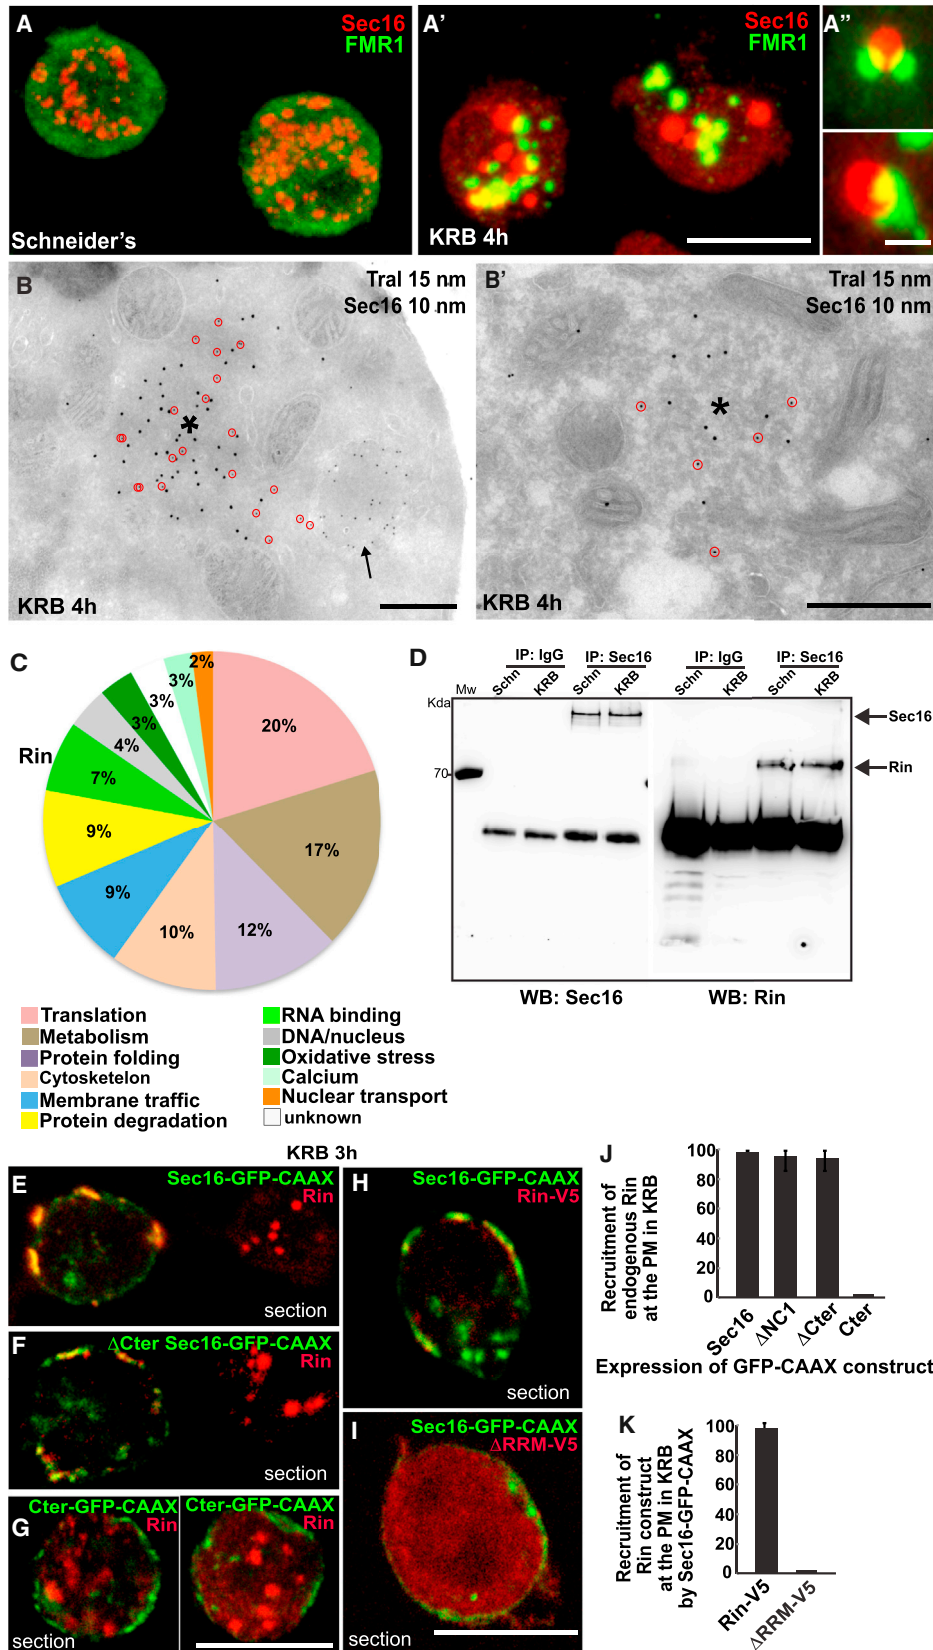 A
Sec16
FMR1
Schneider's
A'
Sec16
FMR1
KRB 4h
A"
B
Tral 15 nm
Sec16 10 nm
*
KRB 4h
B'
Tral 15 nm
Sec16 10 nm
*
KRB 4h
C
2%
3%
3%
3%
4%
Rin
7%
9%
9%
10%
12%
17%
20%
Translation
Metabolism
Protein folding
Cytosketelon
Membrane traffic
Protein degradation
RNA binding
DNA/nucleus
Oxidative stress
Calcium
Nuclear transport
unknown
D
IP: IgG
IP: Sec16
IP: IgG
IP: Sec16
Mw
Schn
KRB
Schn
KRB
Schn
KRB
Schn
KRB
Kda
70
Sec16
Rin
WB: Sec16
WB: Rin
KRB 3h
E
Sec16-GFP-CAAX
Rin
section
F
ΔCter Sec16-GFP-CAAX
Rin
section
G
Cter-GFP-CAAX
Rin
section
Cter-GFP-CAAX
Rin
H
Sec16-GFP-CAAX
Rin-V5
section
I
Sec16-GFP-CAAX
ΔRRM-V5
section
J
Recruitment of
endogenous Rin
at the PM in KRB
100
80
60
40
20
0
Sec16
ΔNC1
ΔCter
Cter
Expression of GFP-CAAX construct
K
Recruitment of
Rin construct
at the PM in KRB
by Sec16-GFP-CAAX
100
80
60
40
20
0
Rin-V5
ΔRRM-V5